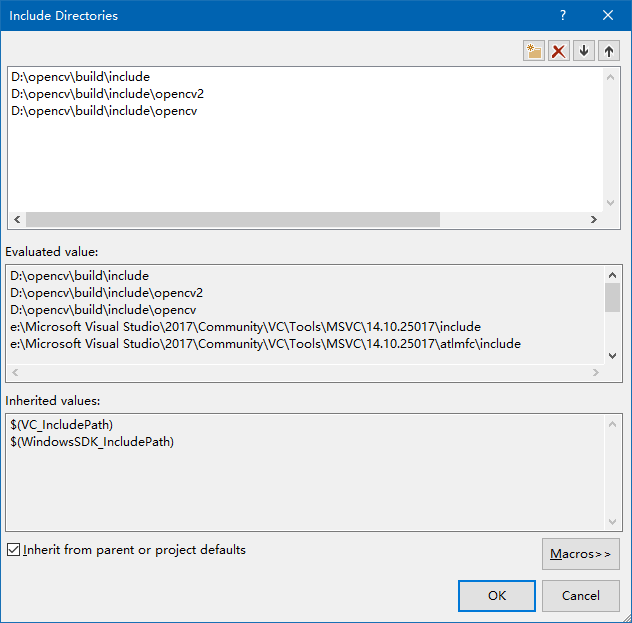 Include Directories
D:\opencv\build\include
D:\opencv\build\include\opencv2
D:\opencv\build\include\opencv
Evaluated value:
D:\opencv\build\include
D:\opencv\build\include\opencv2
D:\opencv\build\include\opencv
e:\Microsoft Visual Studio\2017\Community\VC\Tools\MSVC\14.10.25017\include
e:\Microsoft Visual Studio\2017\Community\VC\Tools\MSVC\14.10.25017\atlmfc\include
Inherited values:
$(VC_IncludePath)
$(WindowsSDK_IncludePath)
Inherit from parent or project defaults
Macros>>
OK
Cancel